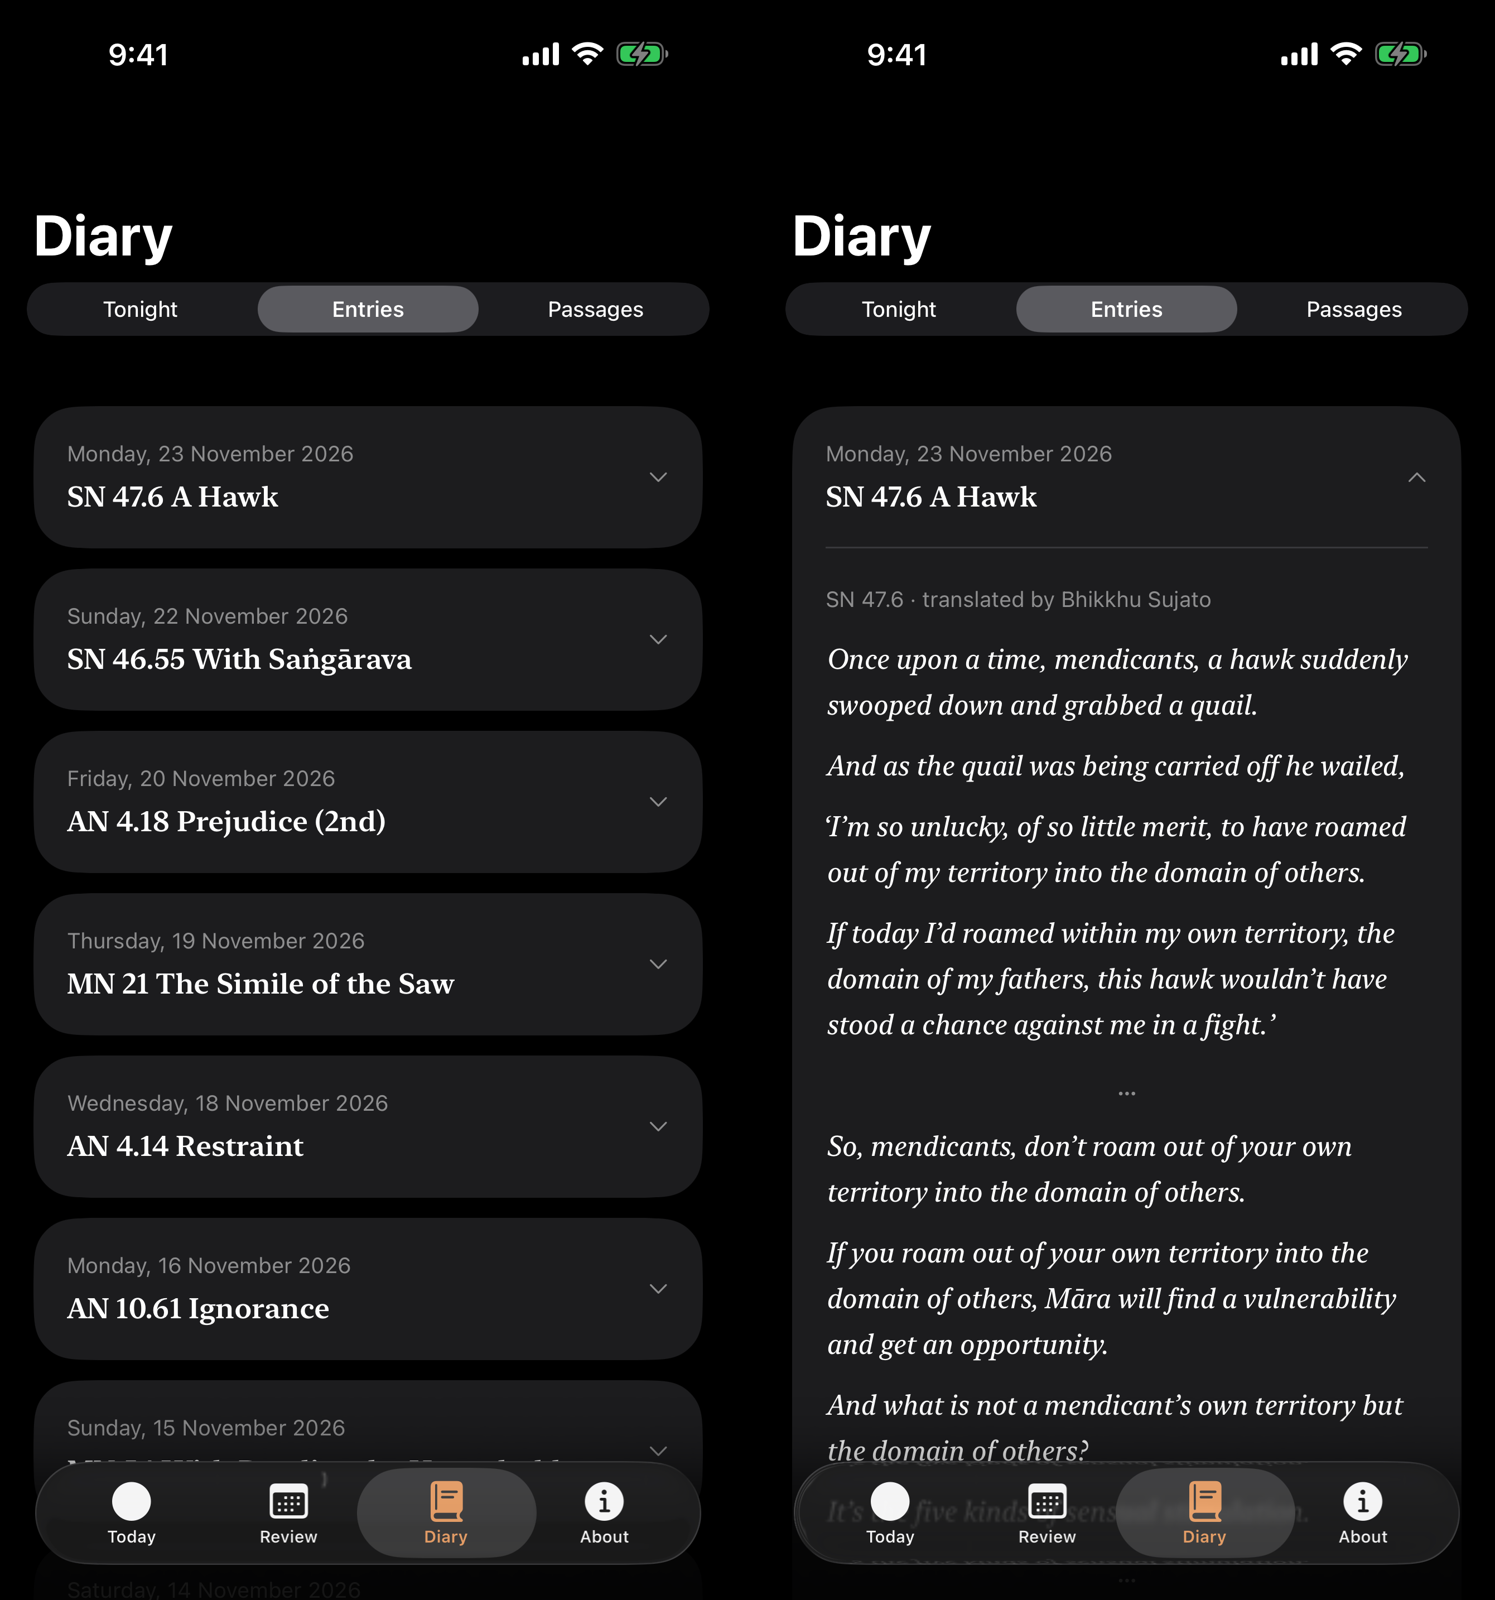 9:41
Diary
Tonight
Entries
Passages
Monday, 23 November 2026
SN 47.6 A Hawk
Sunday, 22 November 2026
SN 46.55 With Saṅgārava
Friday, 20 November 2026
AN 4.18 Prejudice (2nd)
Thursday, 19 November 2026
MN 21 The Simile of the Saw
Wednesday, 18 November 2026
AN 4.14 Restraint
Monday, 16 November 2026
AN 10.61 Ignorance
Sunday, 15 November 2026
Today
Review
Diary
About
Saturday, 14 November 2026
9:41
Diary
Tonight
Entries
Passages
Monday, 23 November 2026
SN 47.6 A Hawk
SN 47.6 · translated by Bhikkhu Sujato
Once upon a time, mendicants, a hawk suddenly
swooped down and grabbed a quail.
And as the quail was being carried off he wailed,
‘I’m so unlucky, of so little merit, to have roamed
out of my territory into the domain of others.
If today I’d roamed within my own territory, the
domain of my fathers, this hawk wouldn’t have
stood a chance against me in a fight.’
…
So, mendicants, don’t roam out of your own
territory into the domain of others.
If you roam out of your own territory into the
domain of others, Māra will find a vulnerability
and get an opportunity.
And what is not a mendicant’s own territory but
the domain of others?
It’s five kinds
Today
Review
Diary
About
…